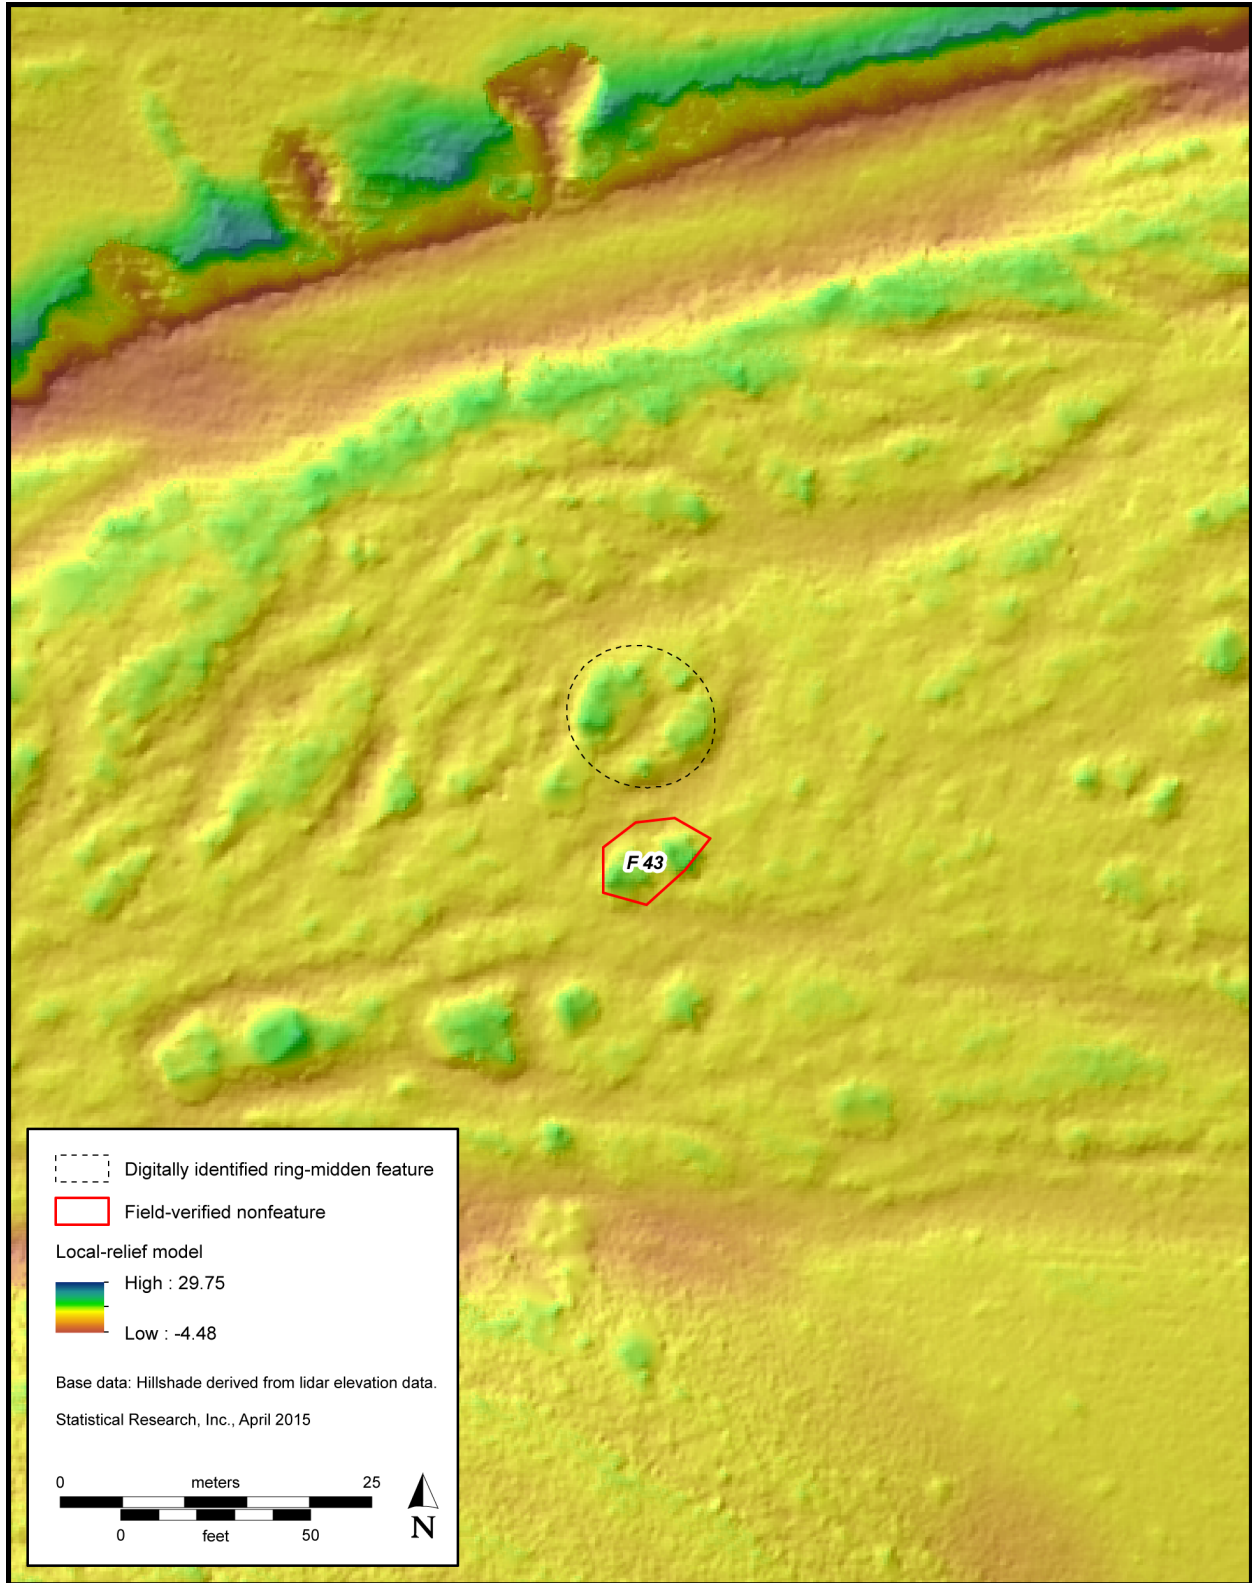 F 43
Digitally identified ring-midden feature
Field-verified nonfeature
Local-relief model
High : 29.75
Low : -4.48
Base data: Hillshade derived from lidar elevation data.
Statistical Research, Inc., April 2015
0 meters 25
0 feet 50
N